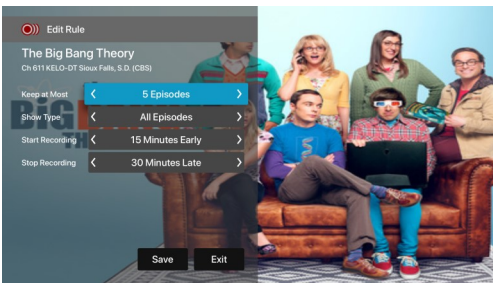 Edit Rule
The Big Bang Theory
Ch 611 KELO-DT Sioux Falls, S.D. (CBS)
Keep at Most
5 Episodes
Show Type
All Episodes
Start Recording
15 Minutes Early
Stop Recording
30 Minutes Late
Save
Exit